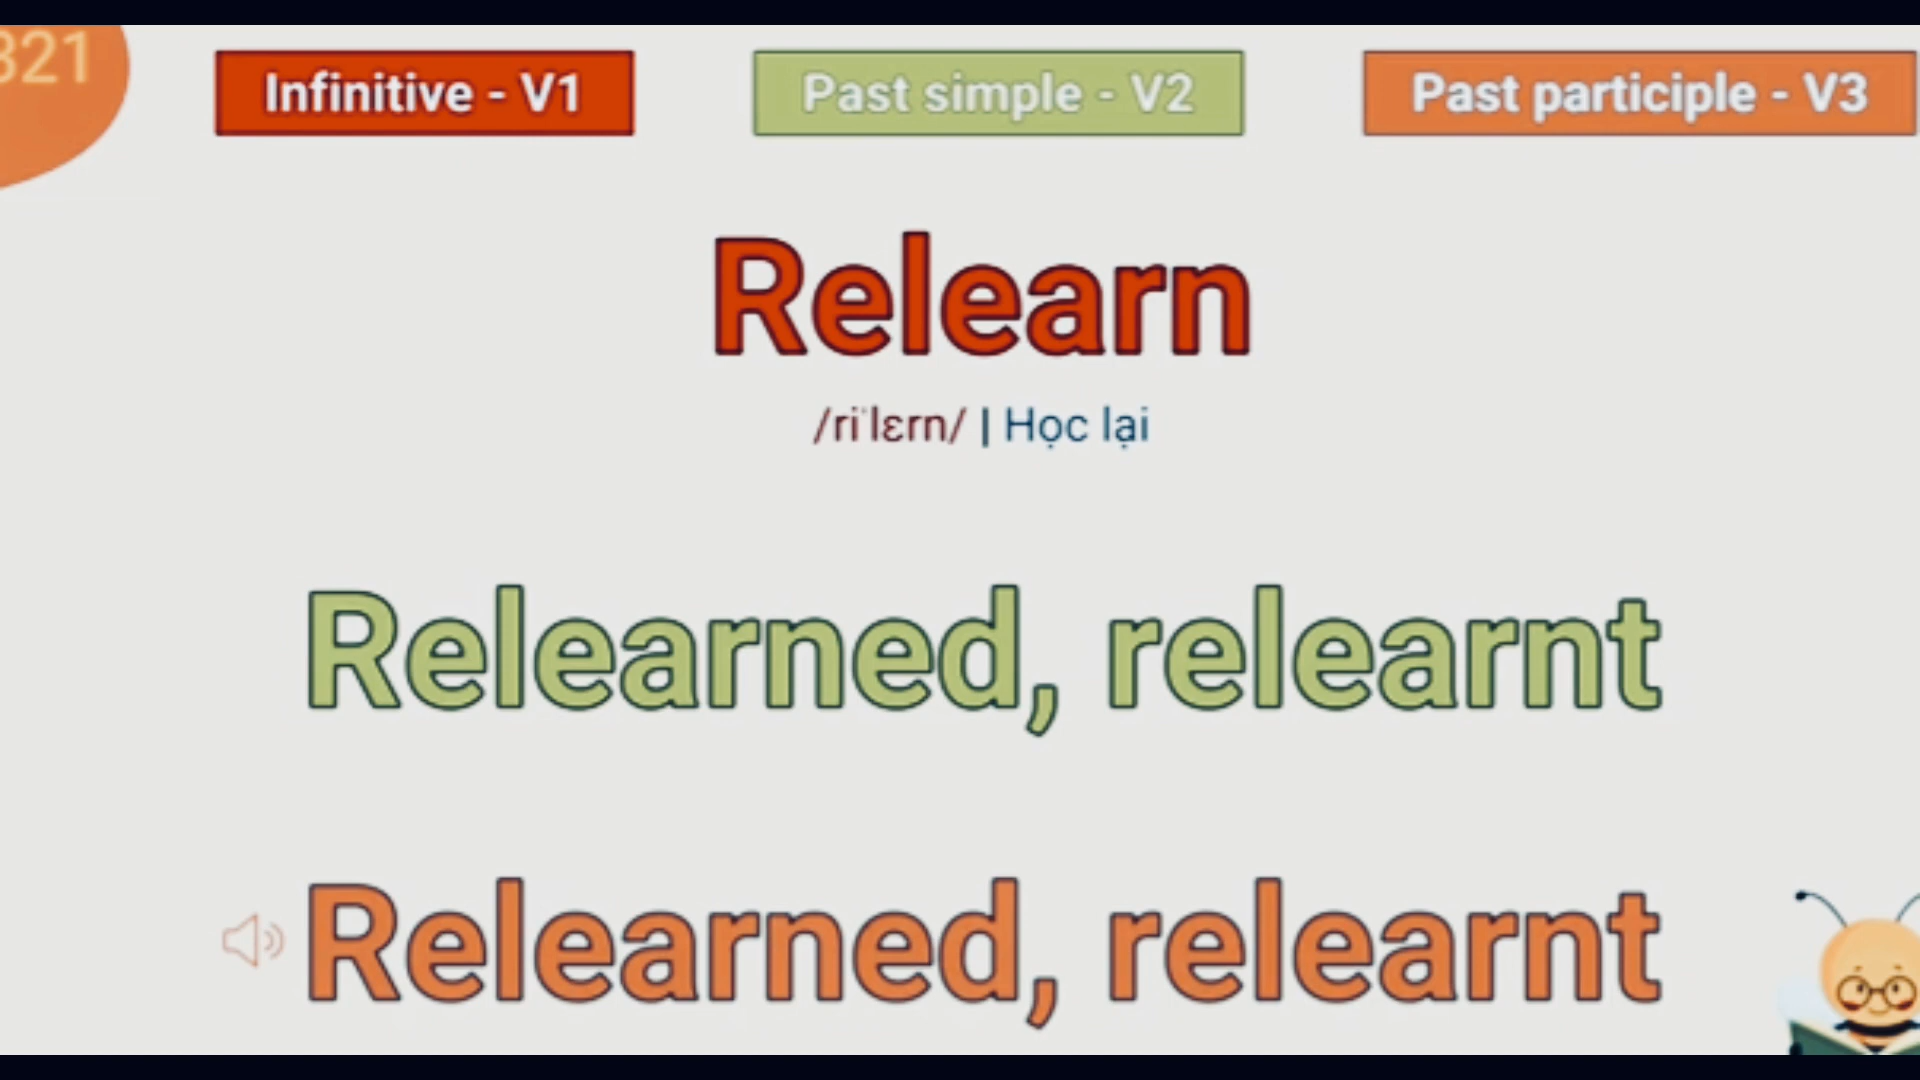 321
Infinitive - V1
Past simple - V2
Past participle - V3
Relearn
/riˈlɛrn/ | Học lại
Relearned, relearnt
Relearned, relearnt